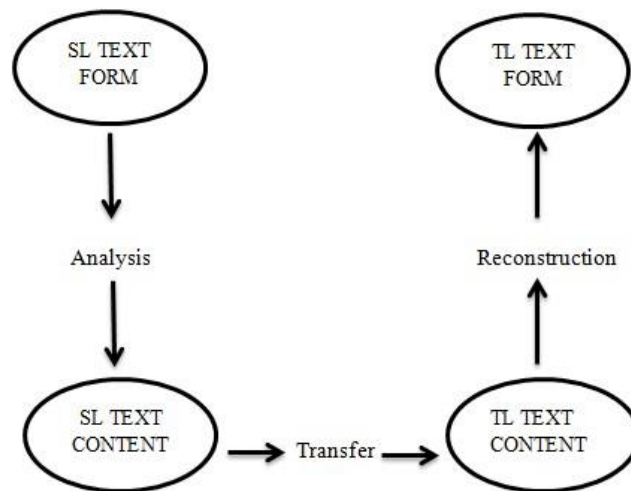 SL TEXT
FORM
TL TEXT
FORM
Analysis
Reconstruction
SL TEXT
CONTENT
Transfer
TL TEXT
CONTENT